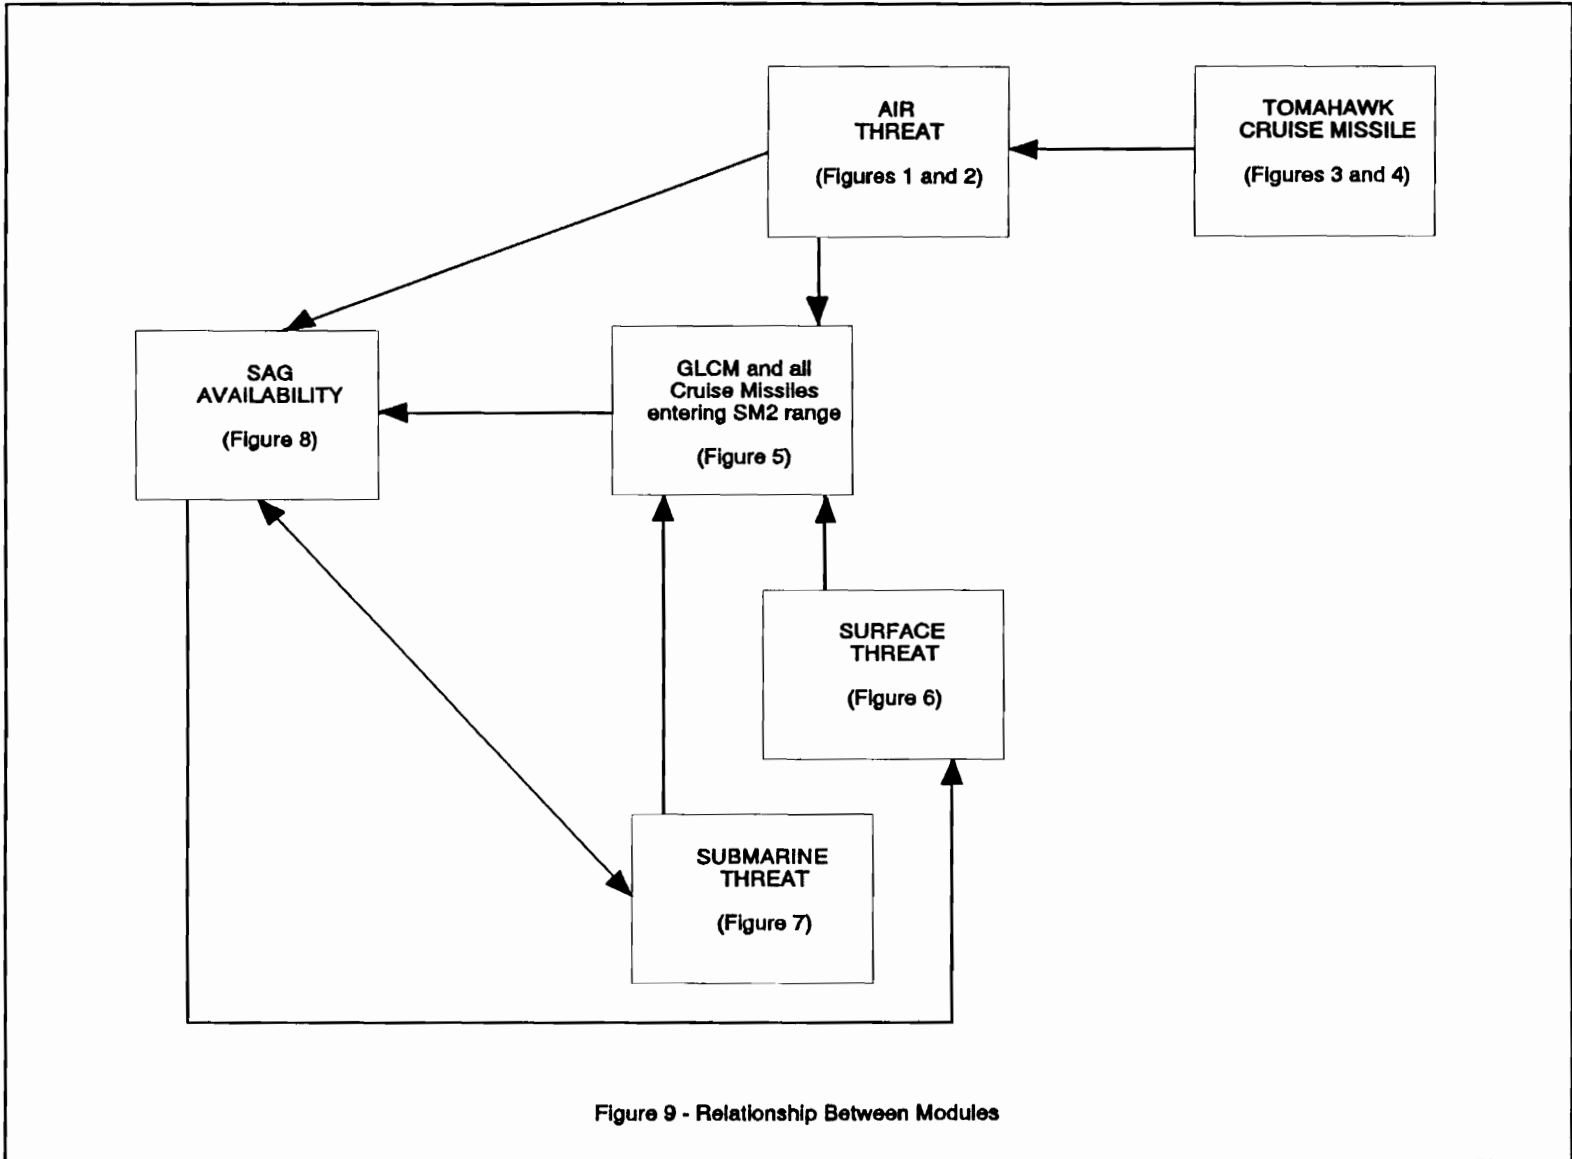 AIR
THREAT
(Figures 1 and 2)
TOMAHAWK
CRUISE MISSILE
(Figures 3 and 4)
SAG
AVAILABILITY
(Figure 8)
GLCM and all
Cruise Missiles
entering SM2 range
(Figure 5)
SURFACE
THREAT
(Figure 6)
SUBMARINE
THREAT
(Figure 7)
Figure 9 - Relationship Between Modules